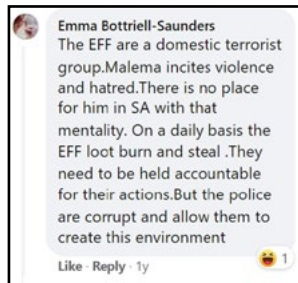 Emma Bottriell-Saunders
The EFF are a domestic terrorist
group.Malema incites violence
and hatred.There is no place
for him in SA with that
mentality. On a daily basis the
EFF loot burn and steal .They
need to be held accountable
for their actions.But the police
are corrupt and allow them to
create this environment
1
Like · Reply · 1y